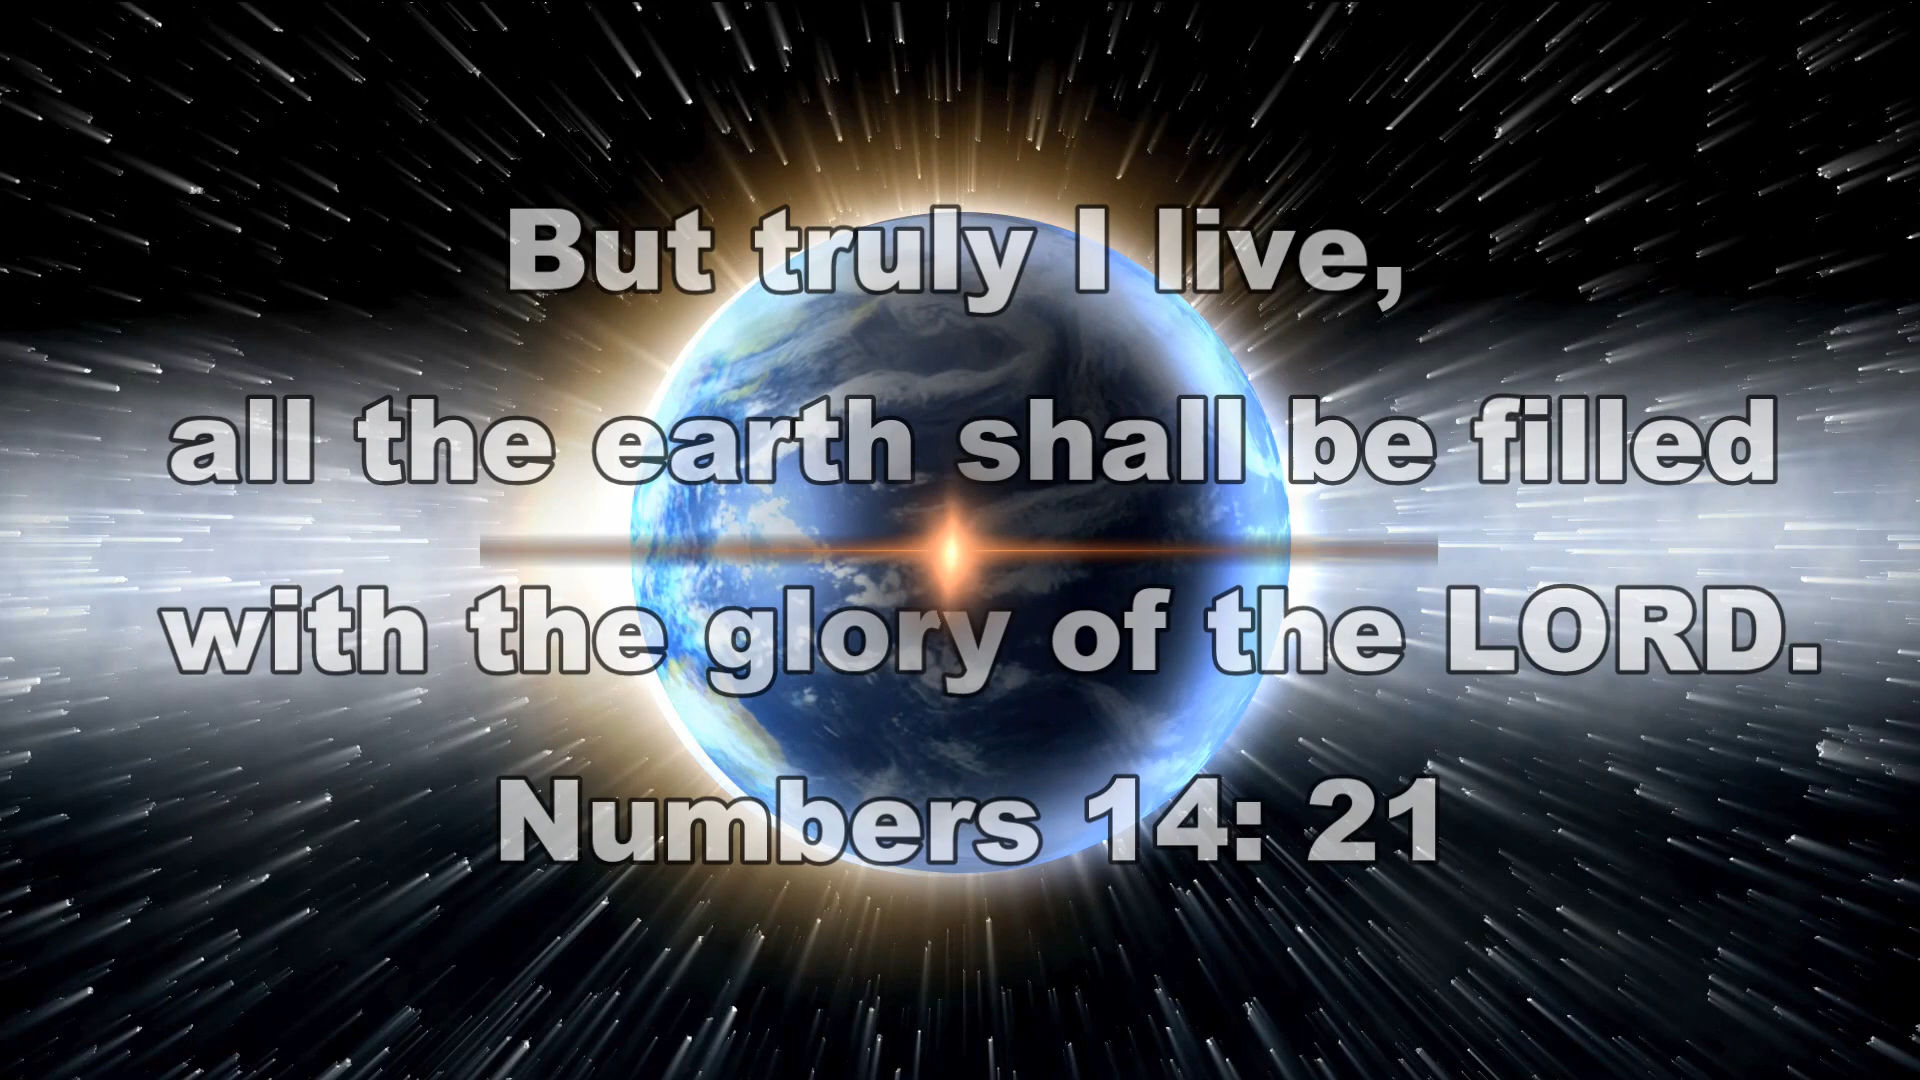 But truly I live,
all the earth shall be filled
with the glory of the LORD.
Numbers 14: 21